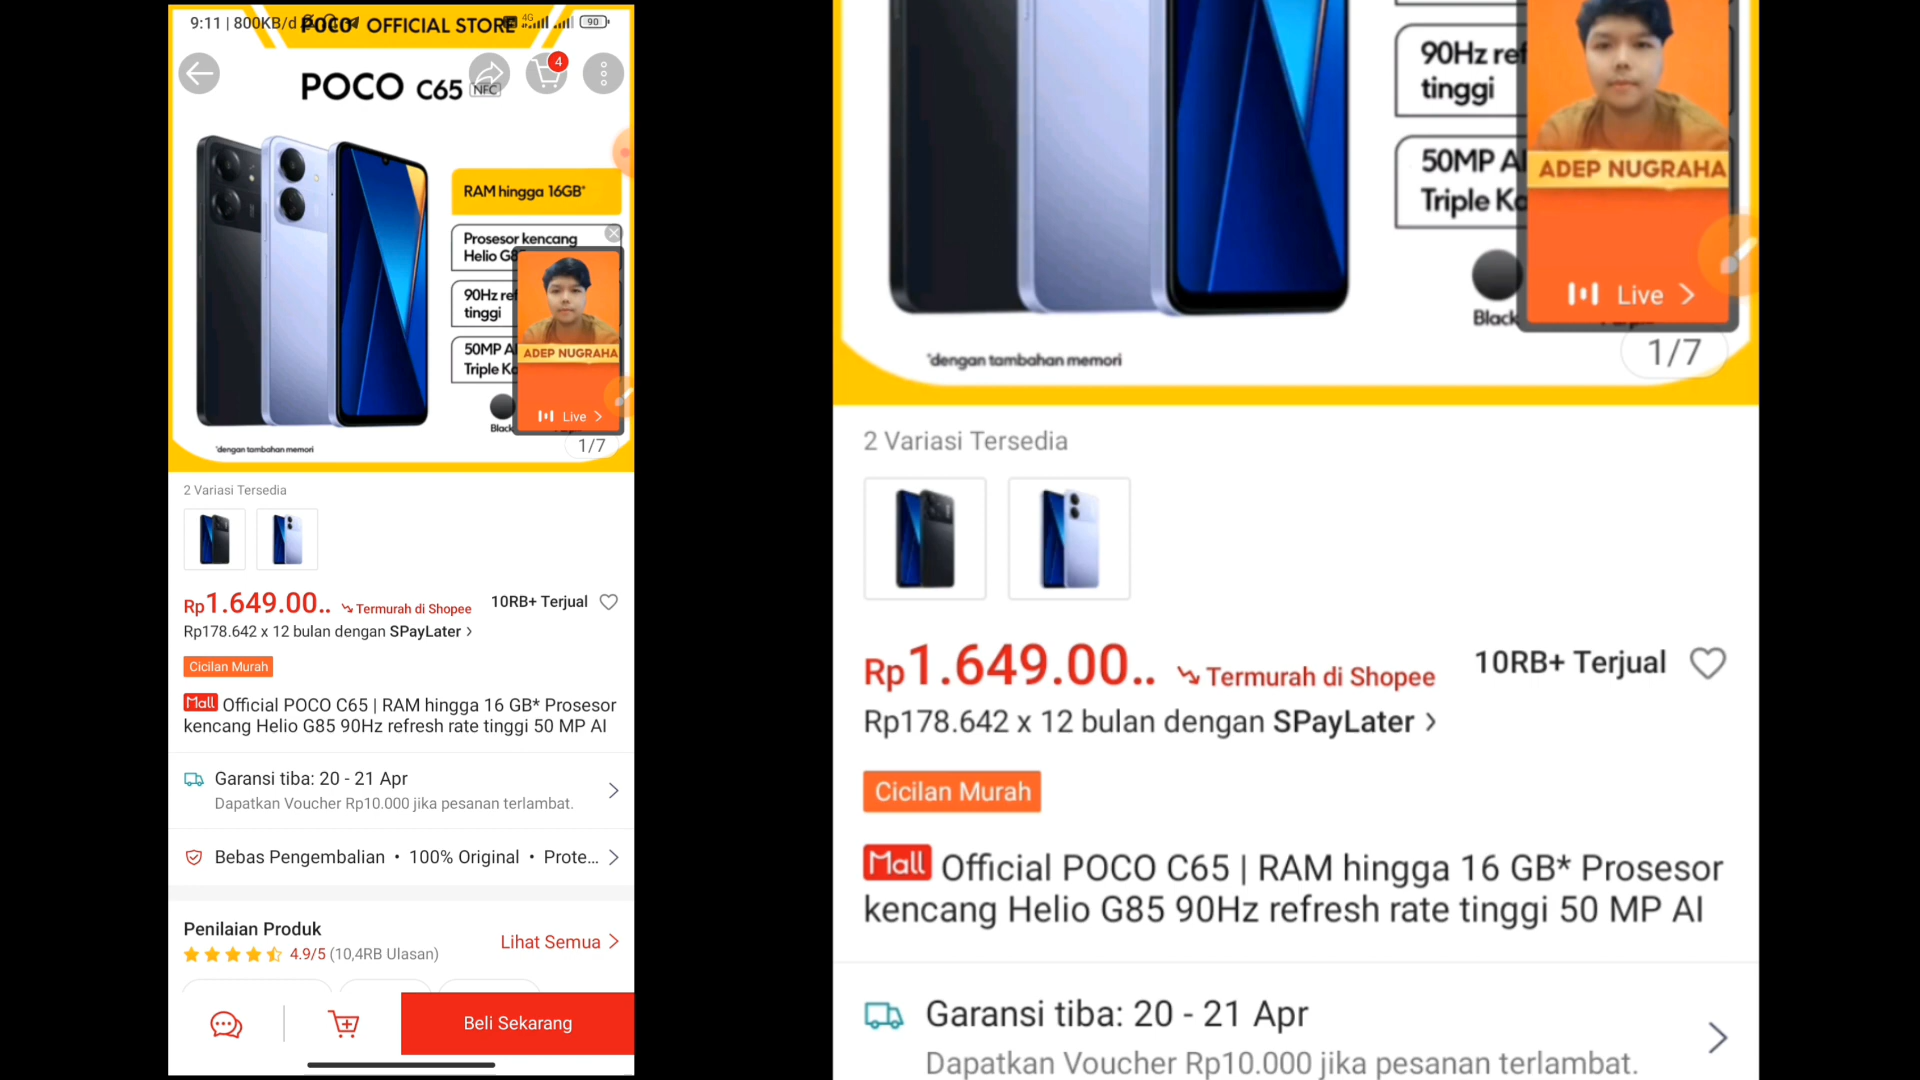 9:11 | 800KB/d
4G
90
POCO OFFICIAL STORE
4
POCO C65
NFC
RAM hingga 16GB*
Prosesor kencang
Helio G8
90Hz ref
tinggi
50MP AI
Triple Ka
ADEP NUGRAHA
Live
Black
1/7
*dengan tambahan memori
2 Variasi Tersedia
Rp1.649.00.. Termurah di Shopee 10RB+ Terjual
Rp178.642 x 12 bulan dengan SPayLater >
Cicilan Murah
Mall Official POCO C65 | RAM hingga 16 GB* Prosesor
kencang Helio G85 90Hz refresh rate tinggi 50 MP AI
Garansi tiba: 20 - 21 Apr
Dapatkan Voucher Rp10.000 jika pesanan terlambat.
Bebas Pengembalian • 100% Original • Prote...
Penilaian Produk
Lihat Semua
4.9/5 (10,4RB Ulasan)
Beli Sekarang
90Hz ref
tinggi
50MP AI
Triple Ka
ADEP NUGRAHA
Live
Black
1/7
*dengan tambahan memori
2 Variasi Tersedia
Rp1.649.00.. Termurah di Shopee 10RB+ Terjual
Rp178.642 x 12 bulan dengan SPayLater >
Cicilan Murah
Mall Official POCO C65 | RAM hingga 16 GB* Prosesor
kencang Helio G85 90Hz refresh rate tinggi 50 MP AI
Garansi tiba: 20 - 21 Apr
Dapatkan Voucher Rp10.000 jika pesanan terlambat.